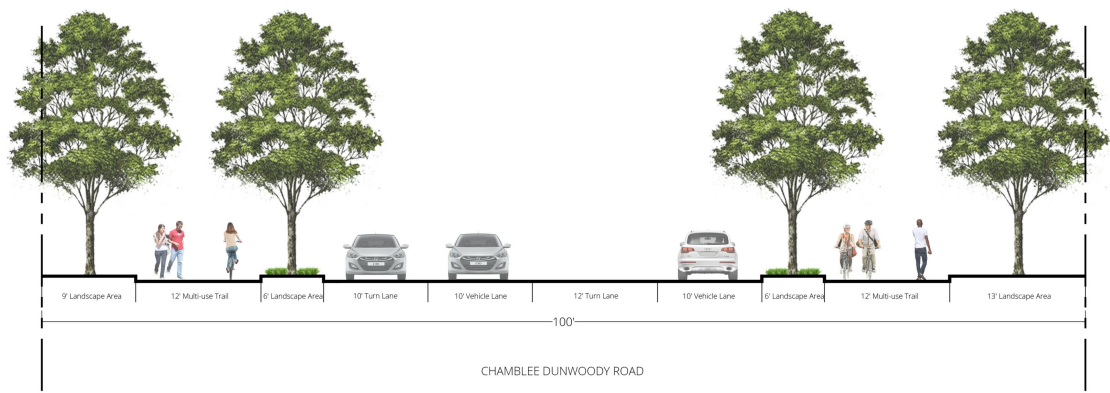 9' Landscape Area
12' Multi-use Trail
6' Landscape Area
10' Turn Lane
10' Vehicle Lane
12' Turn Lane
10' Vehicle Lane
6' Landscape Area
12' Multi-use Trail
13' Landscape Area
100'
CHAMBLEE DUNWOODY ROAD